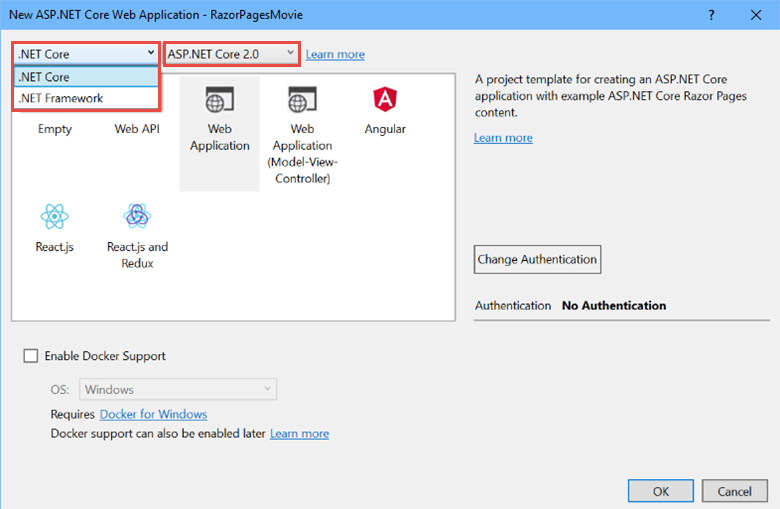 New ASP.NET Core Web Application - RazorPagesMovie
?
.NET Core
ASP.NET Core 2.0
Learn more
.NET Core
.NET Framework
Empty
Web API
Web
Application
Web
Application
(Model-View-
Controller)
Angular
React.js
React.js and
Redux
A project template for creating an ASP.NET Core
application with example ASP.NET Core Razor Pages
content.
Learn more
Change Authentication
Authentication No Authentication
Enable Docker Support
OS: Windows
Requires Docker for Windows
Docker support can also be enabled later Learn more
OK
Cancel